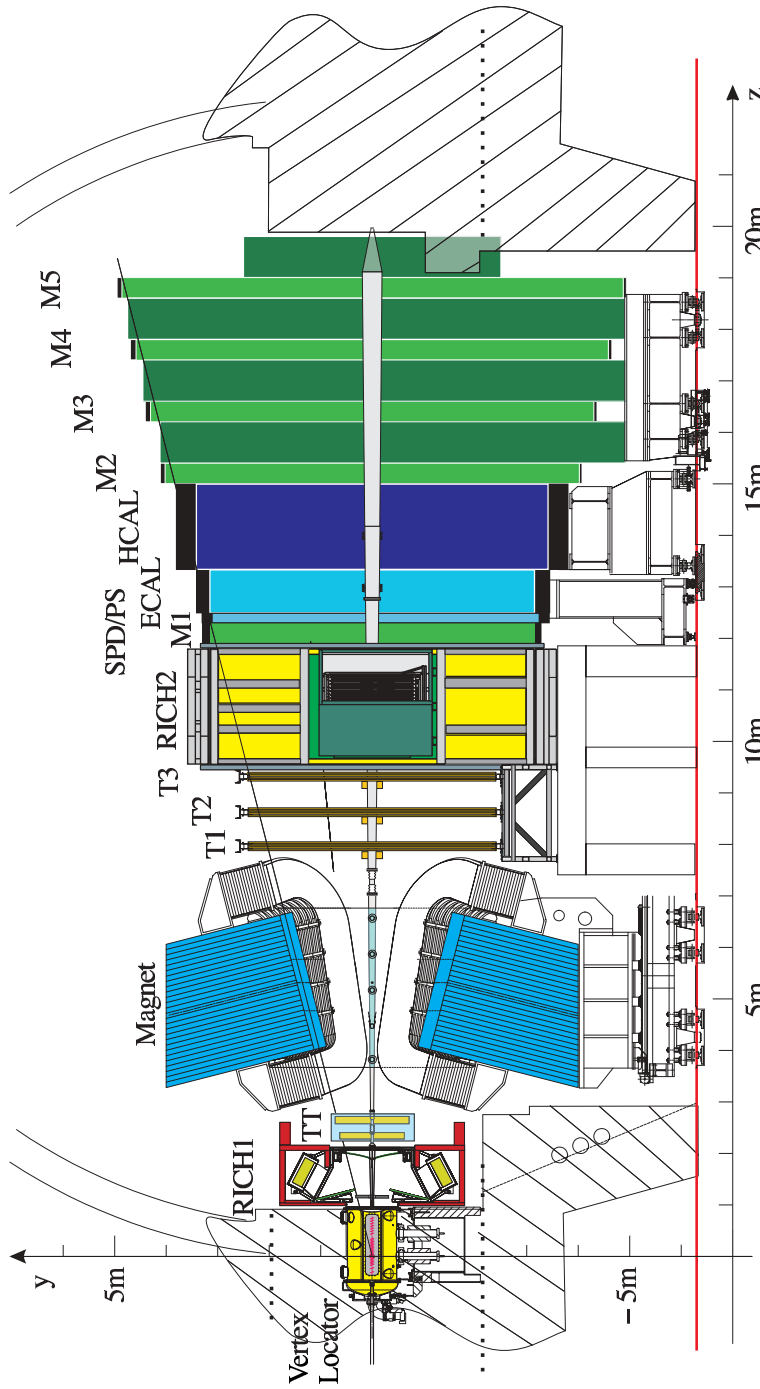 y
5m
− 5m
Vertex
Locator
RICH1
TT
Magnet
T1
T2
T3
RICH2
M1
SPD/PS
ECAL
HCAL
M2
M3
M4
M5
5m
10m
15m
20m
z